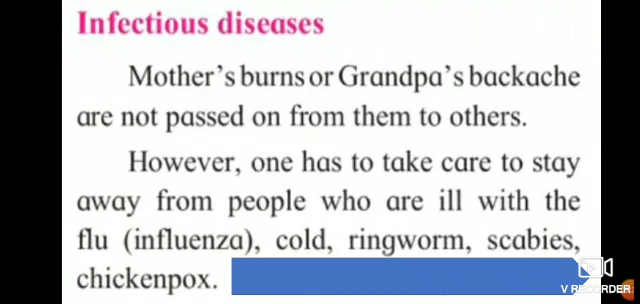 Infectious diseases
Mother's burns or Grandpa's backache
are not passed on from them to others.
However, one has to take care to stay
away from people who are ill with the
flu (influenza), cold, ringworm, scabies,
chickenpox.
V RECORDER